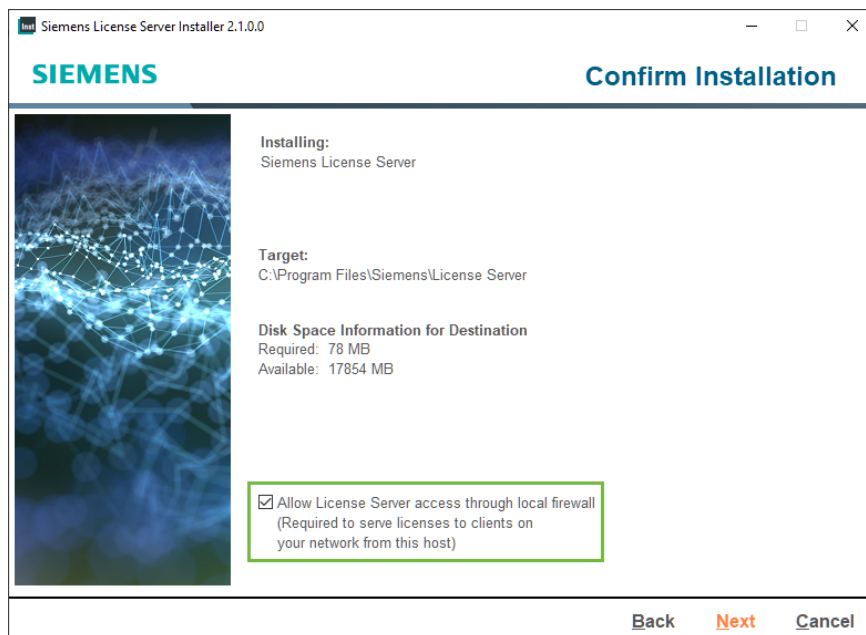 Inst Siemens License Server Installer 2.1.0.0
SIEMENS
Confirm Installation
Installing:
Siemens License Server
Target:
C:\Program Files\Siemens\License Server
Disk Space Information for Destination
Required: 78 MB
Available: 17854 MB
Allow License Server access through local firewall
(Required to serve licenses to clients on
your network from this host)
Back Next Cancel